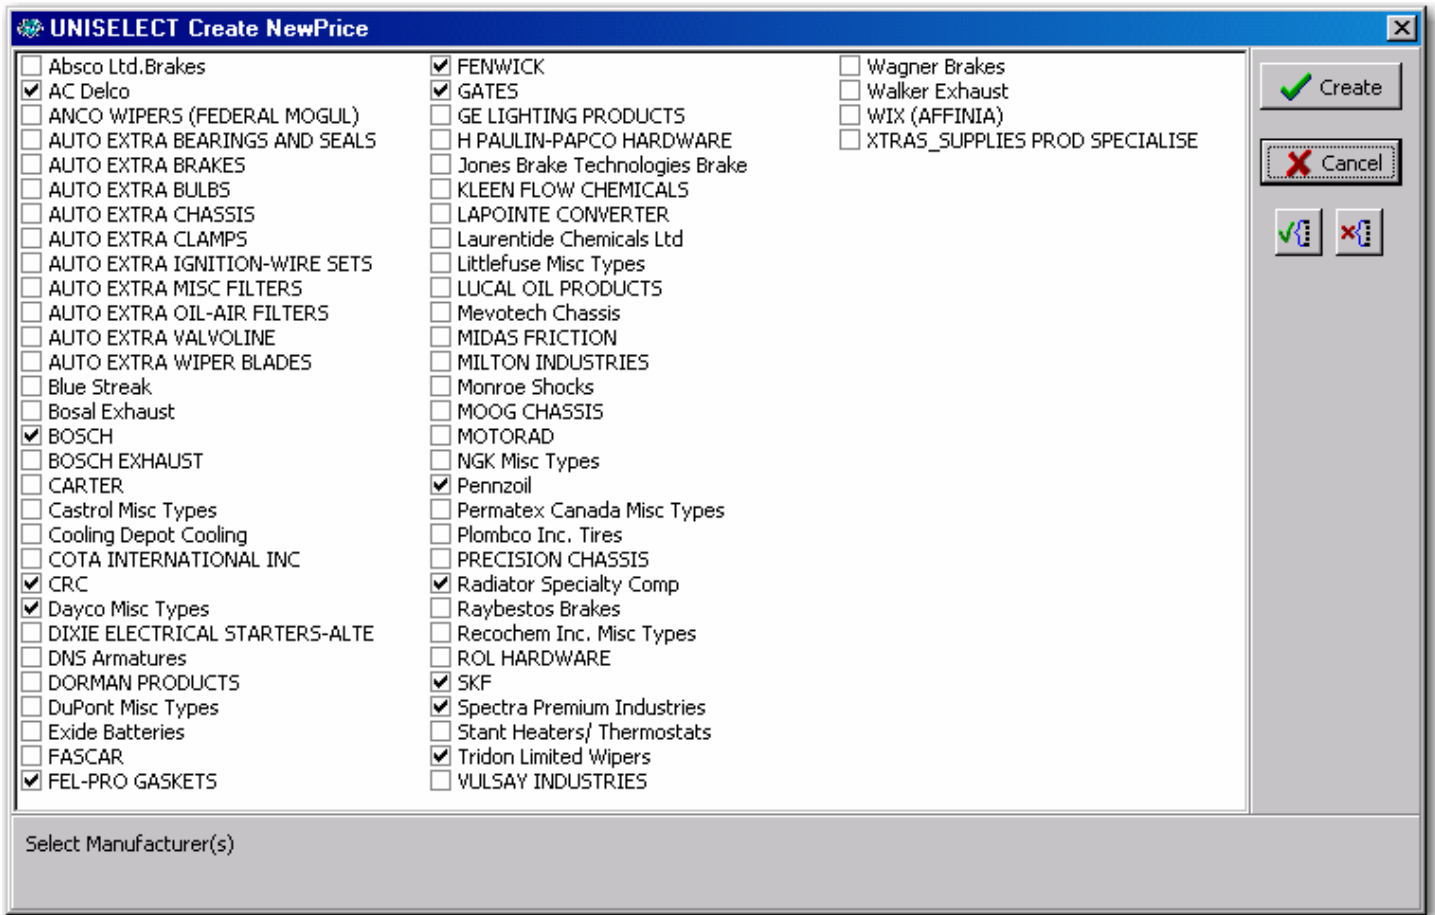 UNISELECT Create NewPrice
Absco Ltd.Brakes
AC Delco
ANCO WIPERS (FEDERAL MOGUL)
AUTO EXTRA BEARINGS AND SEALS
AUTO EXTRA BRAKES
AUTO EXTRA BULBS
AUTO EXTRA CHASSIS
AUTO EXTRA CLAMPS
AUTO EXTRA IGNITION-WIRE SETS
AUTO EXTRA MISC FILTERS
AUTO EXTRA OIL-AIR FILTERS
AUTO EXTRA VALVOLINE
AUTO EXTRA WIPER BLADES
Blue Streak
Bosal Exhaust
BOSCH
BOSCH EXHAUST
CARTER
Castrol Misc Types
Cooling Depot Cooling
COTA INTERNATIONAL INC
CRC
Dayco Misc Types
DIXIE ELECTRICAL STARTERS-ALTE
DNS Armatures
DORMAN PRODUCTS
DuPont Misc Types
Exide Batteries
FASCAR
FEL-PRO GASKETS
FENWICK
GATES
GE LIGHTING PRODUCTS
H PAULIN-PAPCO HARDWARE
Jones Brake Technologies Brake
KLEEN FLOW CHEMICALS
LAPOINTE CONVERTER
Laurentide Chemicals Ltd
Littlefuse Misc Types
LUCAL OIL PRODUCTS
Mevotech Chassis
MIDAS FRICTION
MILTON INDUSTRIES
Monroe Shocks
MOOG CHASSIS
MOTORAD
NGK Misc Types
Pennzoil
Permatex Canada Misc Types
Plombco Inc. Tires
PRECISION CHASSIS
Radiator Specialty Comp
Raybestos Brakes
Recochem Inc. Misc Types
ROL HARDWARE
SKF
Spectra Premium Industries
Stant Heaters/ Thermostats
Tridon Limited Wipers
VULSAY INDUSTRIES
Wagner Brakes
Walker Exhaust
WIX (AFFINIA)
XTRAS_SUPPLIES PROD SPECIALISE
Create
Cancel
Select Manufacturer(s)